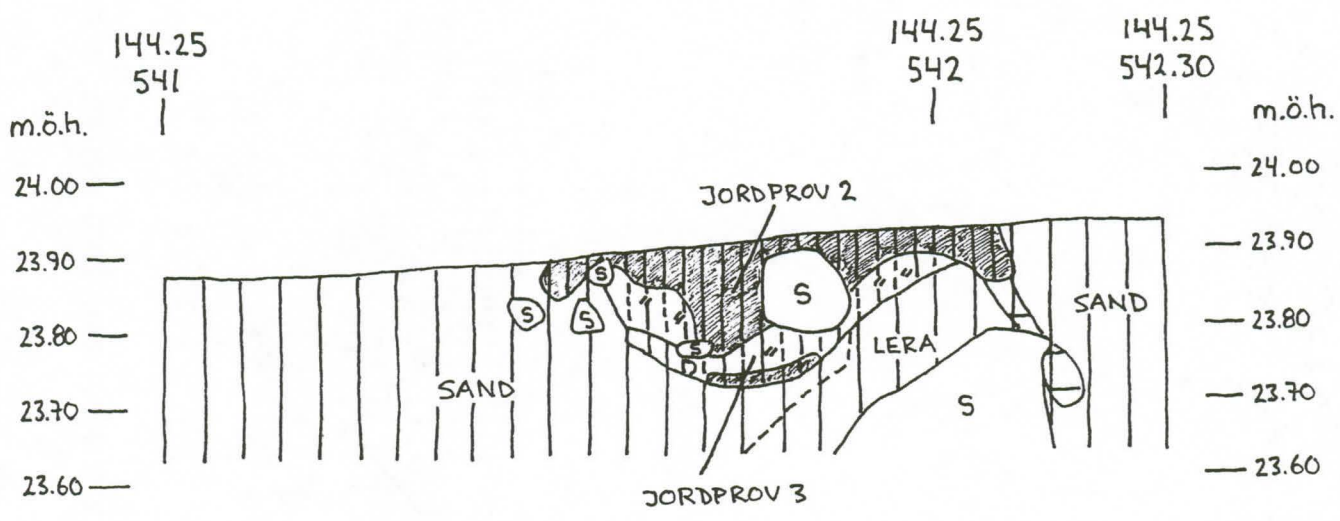 144.25
541
144.25
542
144.25
542.30
m.ö.h.
m.ö.h.
24.00
24.00
JORDPROV 2
23.90
23.90
S
S
S
S
SAND
23.80
23.80
S
LERA
D
SAND
23.70
23.70
S
23.60
23.60
JORDPROV 3